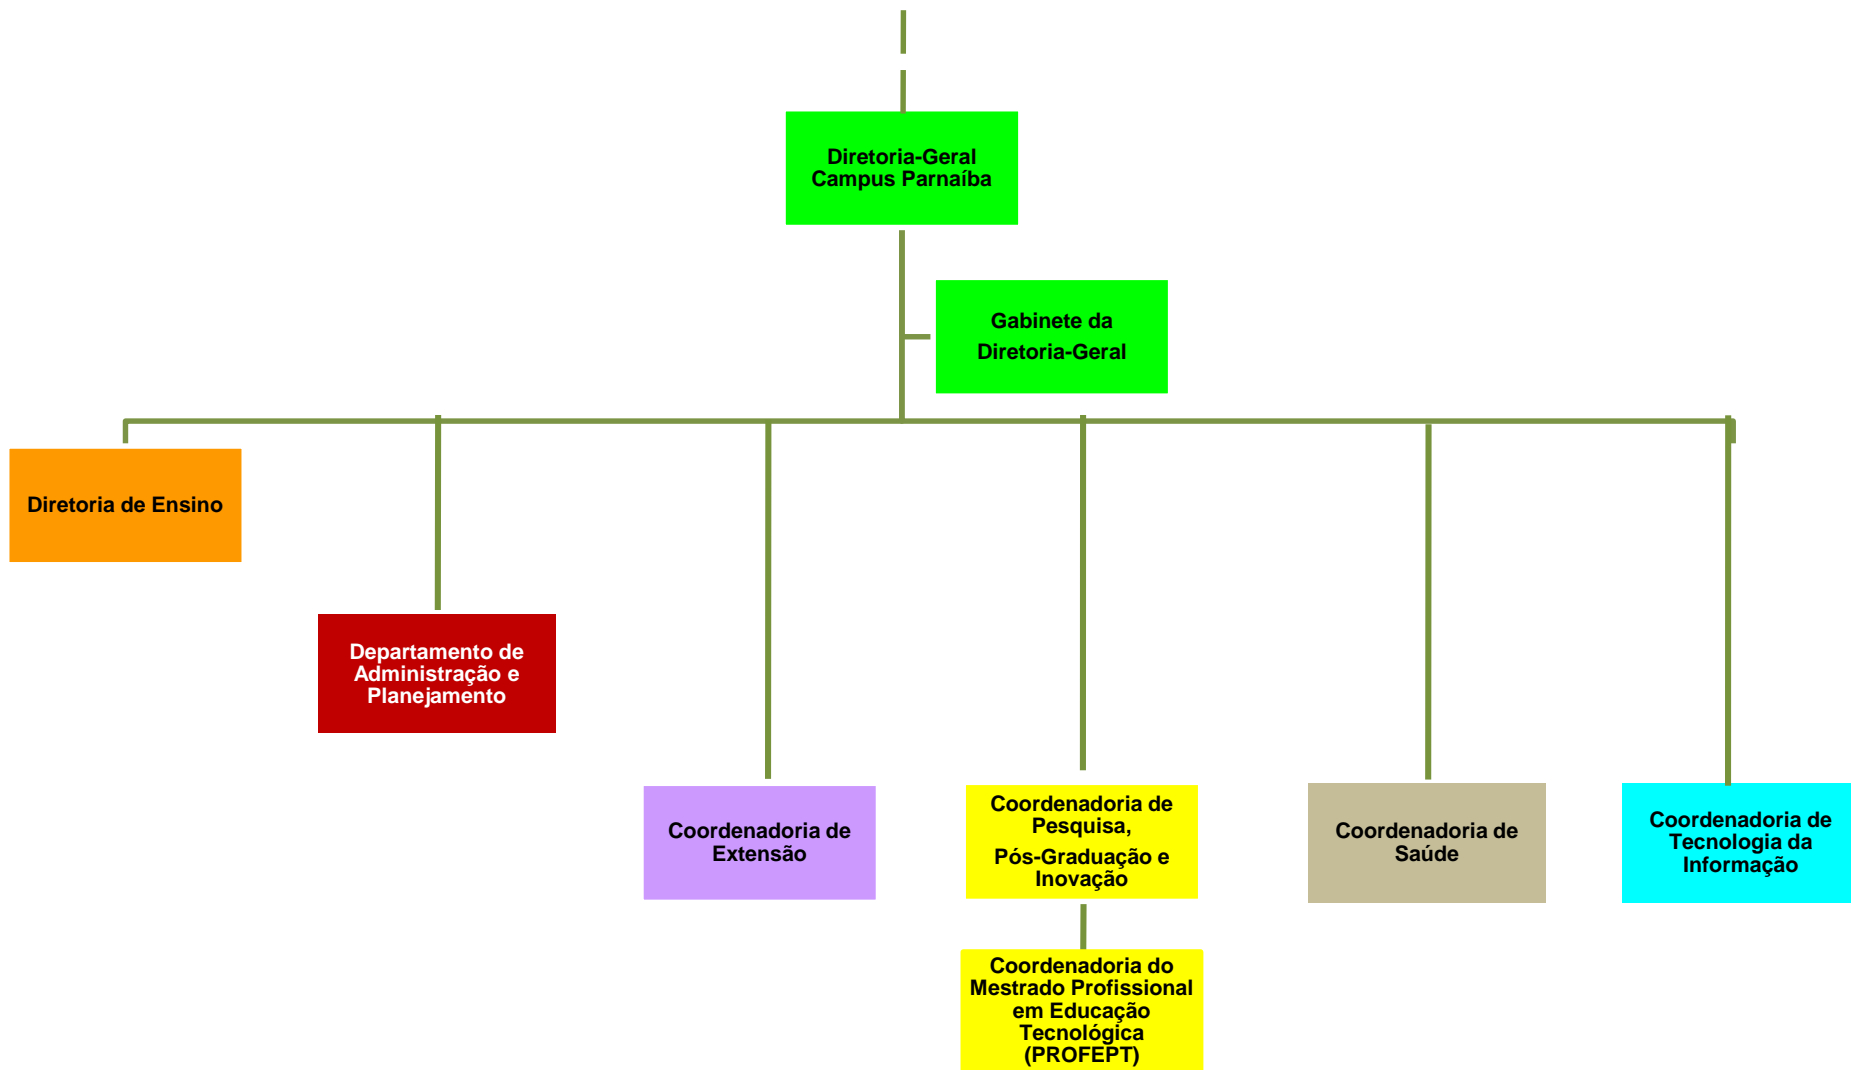 Diretoria-Geral
Campus Parnaíba
Gabinete da
Diretoria-Geral
Diretoria de Ensino
Departamento de
Administração e
Planejamento
Coordenadoria de
Extensão
Coordenadoria de
Pesquisa,
Pós-Graduação e
Inovação
Coordenadoria de
Saúde
Coordenadoria de
Tecnologia da
Informação
Coordenadoria do
Mestrado Profissional
em Educação
Tecnológica
(PROFEPT)